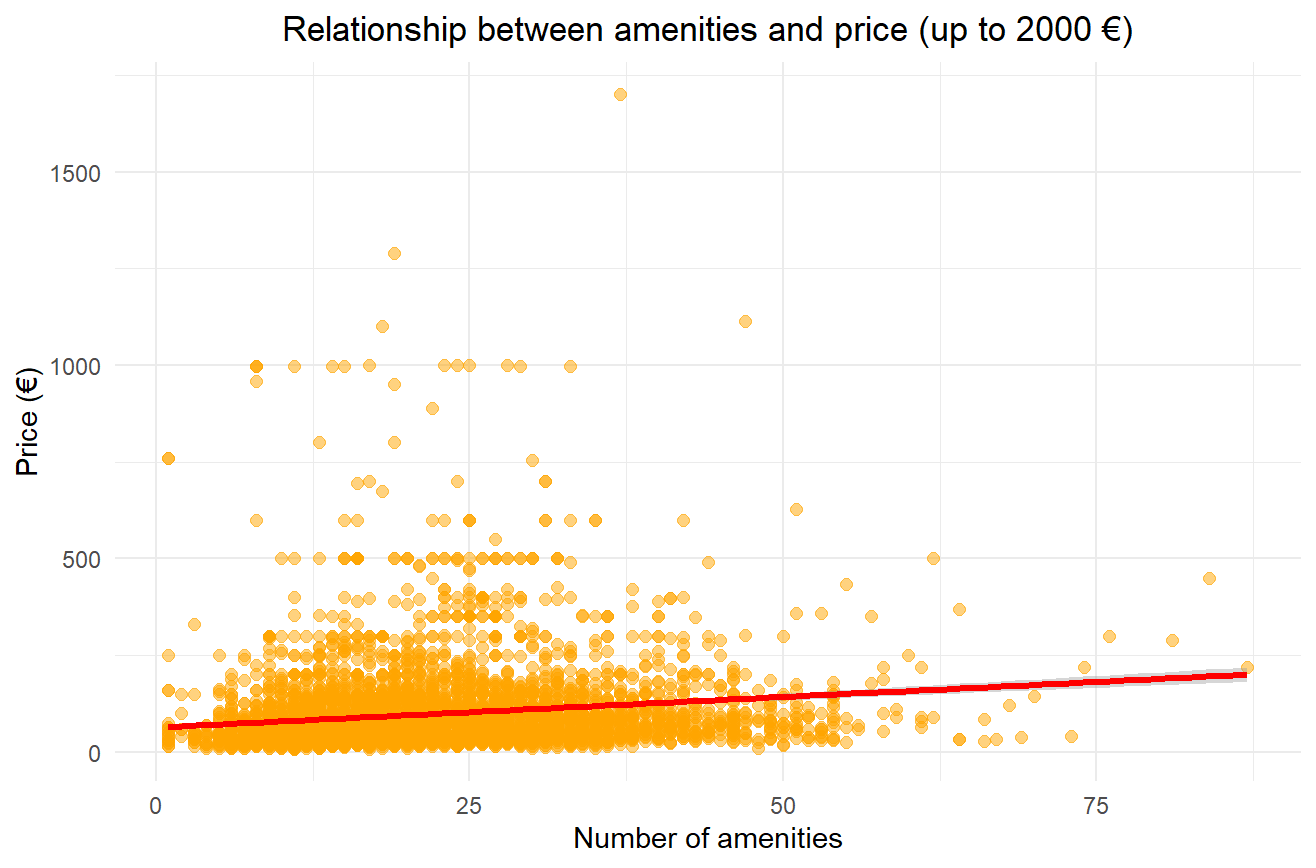 Relationship between amenities and price (up to 2000 €)
1500
1000
500
0
Price (€)
0 25 50 75
Number of amenities